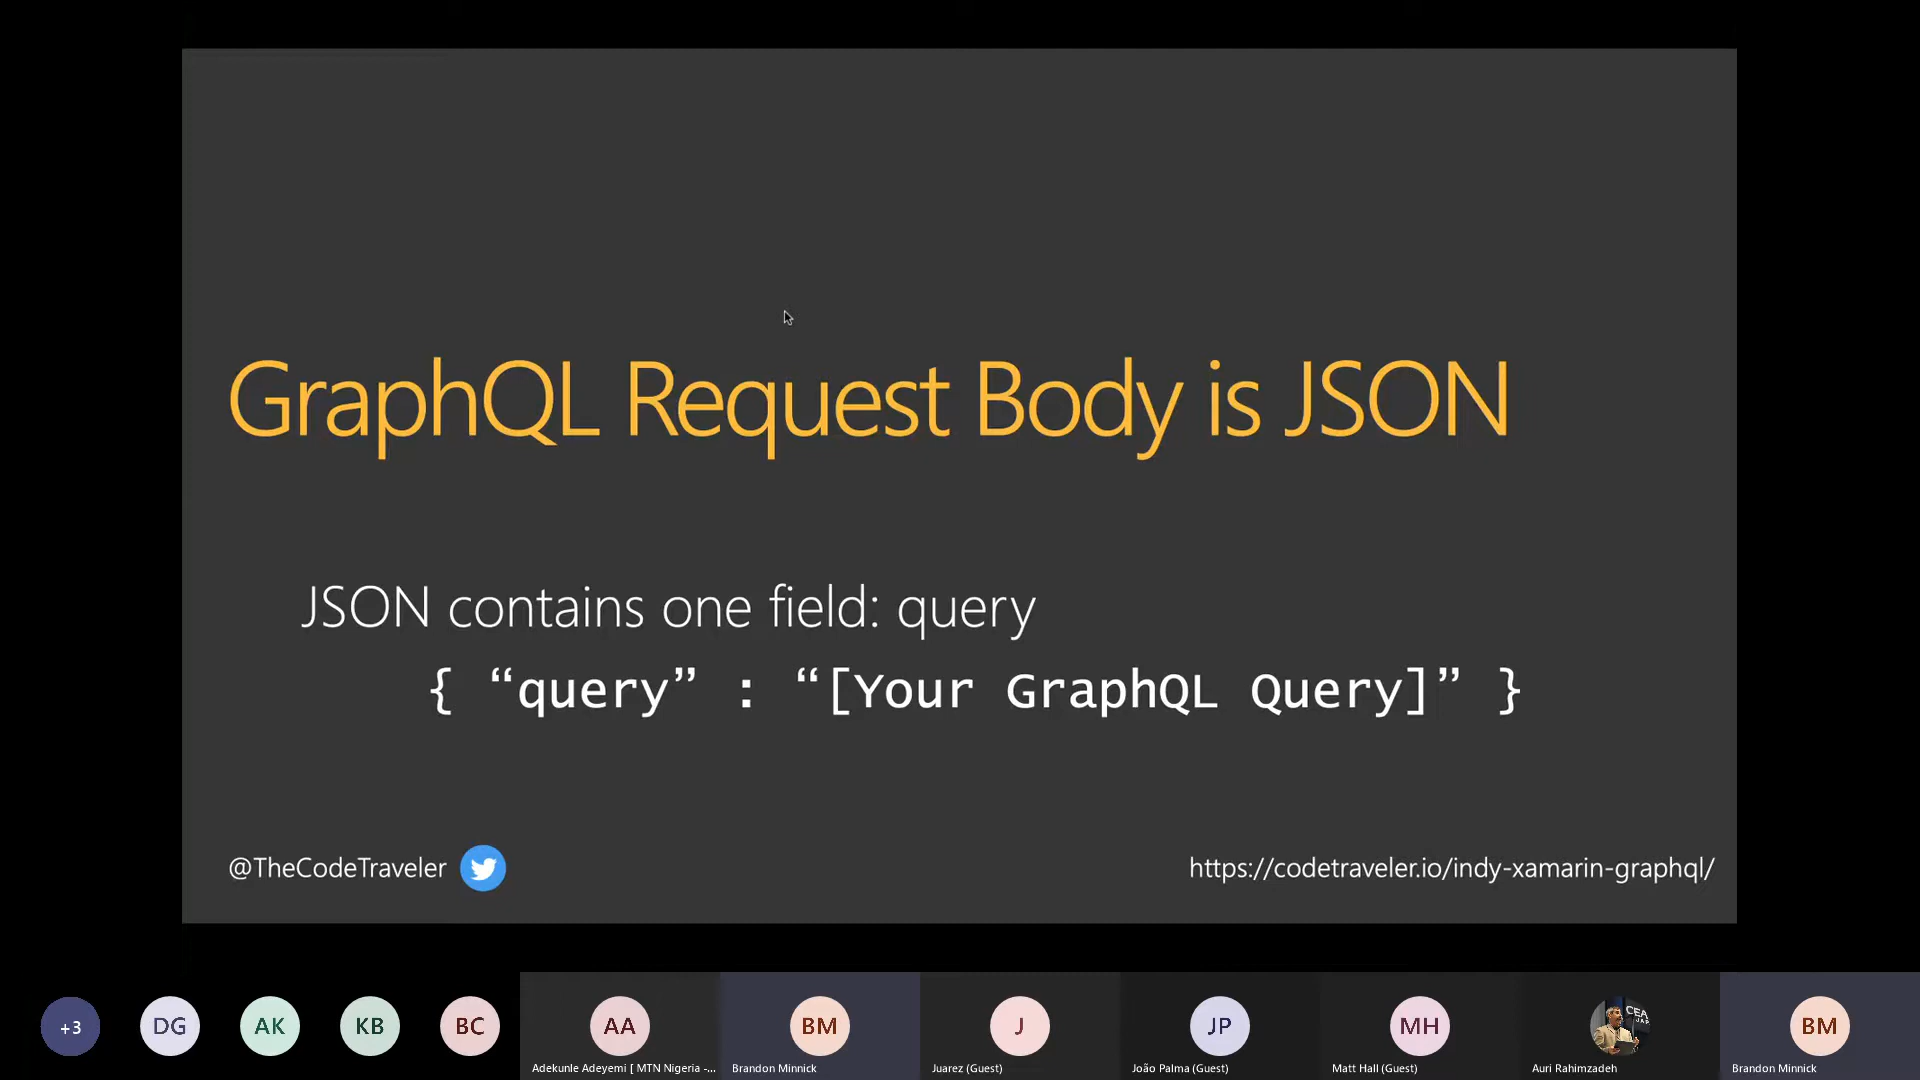 GraphQL Request Body is JSON
JSON contains one field: query
{ “query” : “[Your GraphQL Query]” }
@TheCodeTraveler
https://codetraveler.io/indy-xamarin-graphql/
+3
DG
AK
KB
BC
AA
BM
J
JP
MH
CEA
BM
Adekunle Adeyemi [ MTN Nigeria -...
Brandon Minnick
Juarez (Guest)
João Palma (Guest)
Matt Hall (Guest)
Auri Rahimzadeh
Brandon Minnick